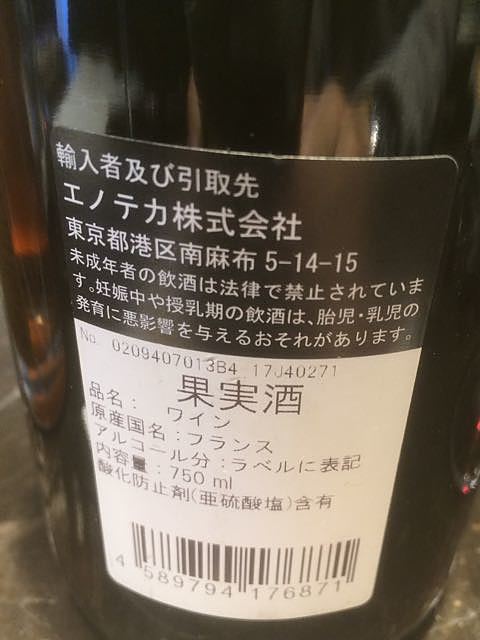 輸入者及び引取先
エノテカ株式会社
東京都港区南麻布 5-14-15
未成年者の飲酒は法律で禁止されていま
す。妊娠中や授乳期の飲酒は、胎児・乳児の
発育に悪影響を与えるおそれがあります。
No. 0209407013B4 17J40271
果実酒
品名： ワイン
原産国名：フランス
アルコール分：ラベルに表記
内容量：750 ml
酸化防止剤(亜硫酸塩)含有
4 589794 176871